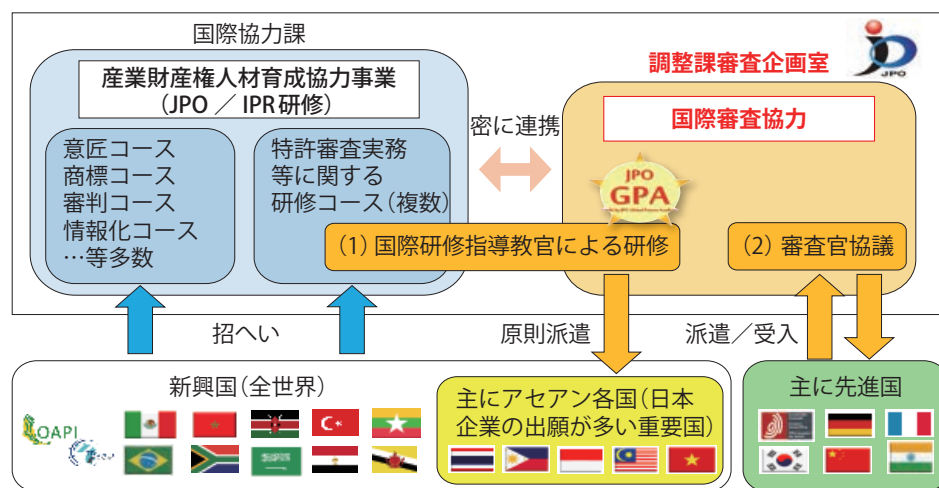 国際協力課
産業財産権人材育成協力事業
（JPO ／ IPR研修）
意匠コース
商標コース
審判コース
情報化コース
…等多数
特許審査実務
等に関する
研修コース（複数）
密に連携
調整課審査企画室
JPO
国際審査協力
JPO
GPA
(1) 国際研修指導教官による研修
(2) 審査官協議
招へい
原則派遣
派遣／受入
新興国（全世界）
OAPI
主にアセアン各国（日本
企業の出願が多い重要国）
主に先進国